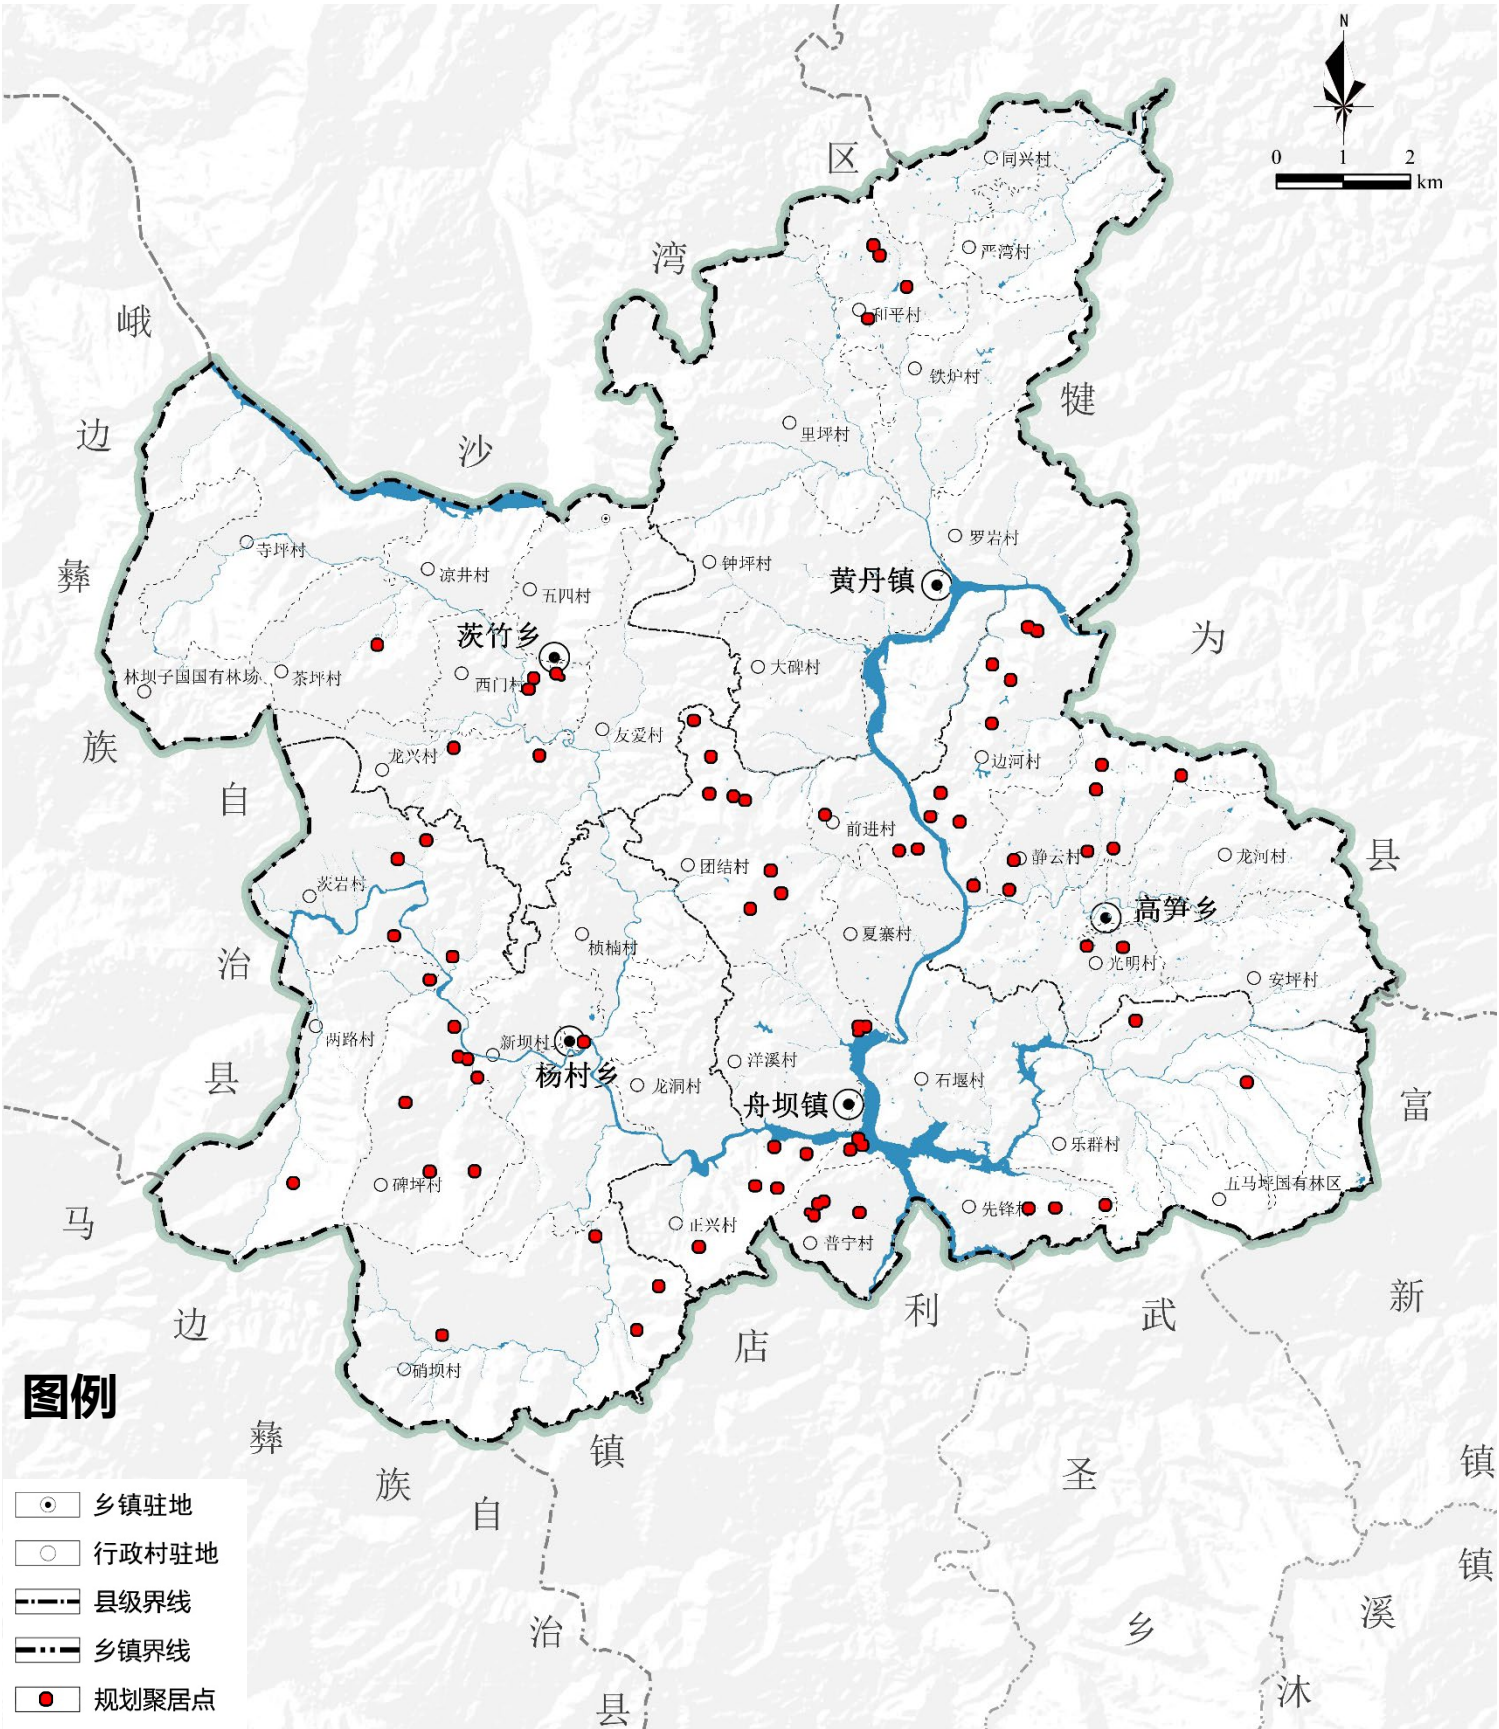 N
0 1 2
km
区
同兴村
湾
严湾村
峨
和平村
铁炉村
犍
边
沙
里坪村
彝
寺坪村
凉井村
五四村
钟坪村
罗岩村
黄丹镇
茨竹乡
为
林坝子国国有林场
茶坪村
西门村
大碑村
族
友爱村
龙兴村
边河村
自
前进村
团结村
静云村
龙河村
县
茨岩村
高笋乡
治
桢楠村
夏寨村
光明村
安坪村
两路村
新坝村
杨村乡
洋溪村
县
龙洞村
石堰村
舟坝镇
富
乐群村
碑坪村
五马坪国有林区
马
正兴村
先锋村
普宁村
边
店
利
武
新
硝坝村
图例
彝
镇
族
圣
镇
自
乡镇驻地
行政村驻地
镇
县级界线
治
乡
溪
乡镇界线
规划聚居点
县
沐